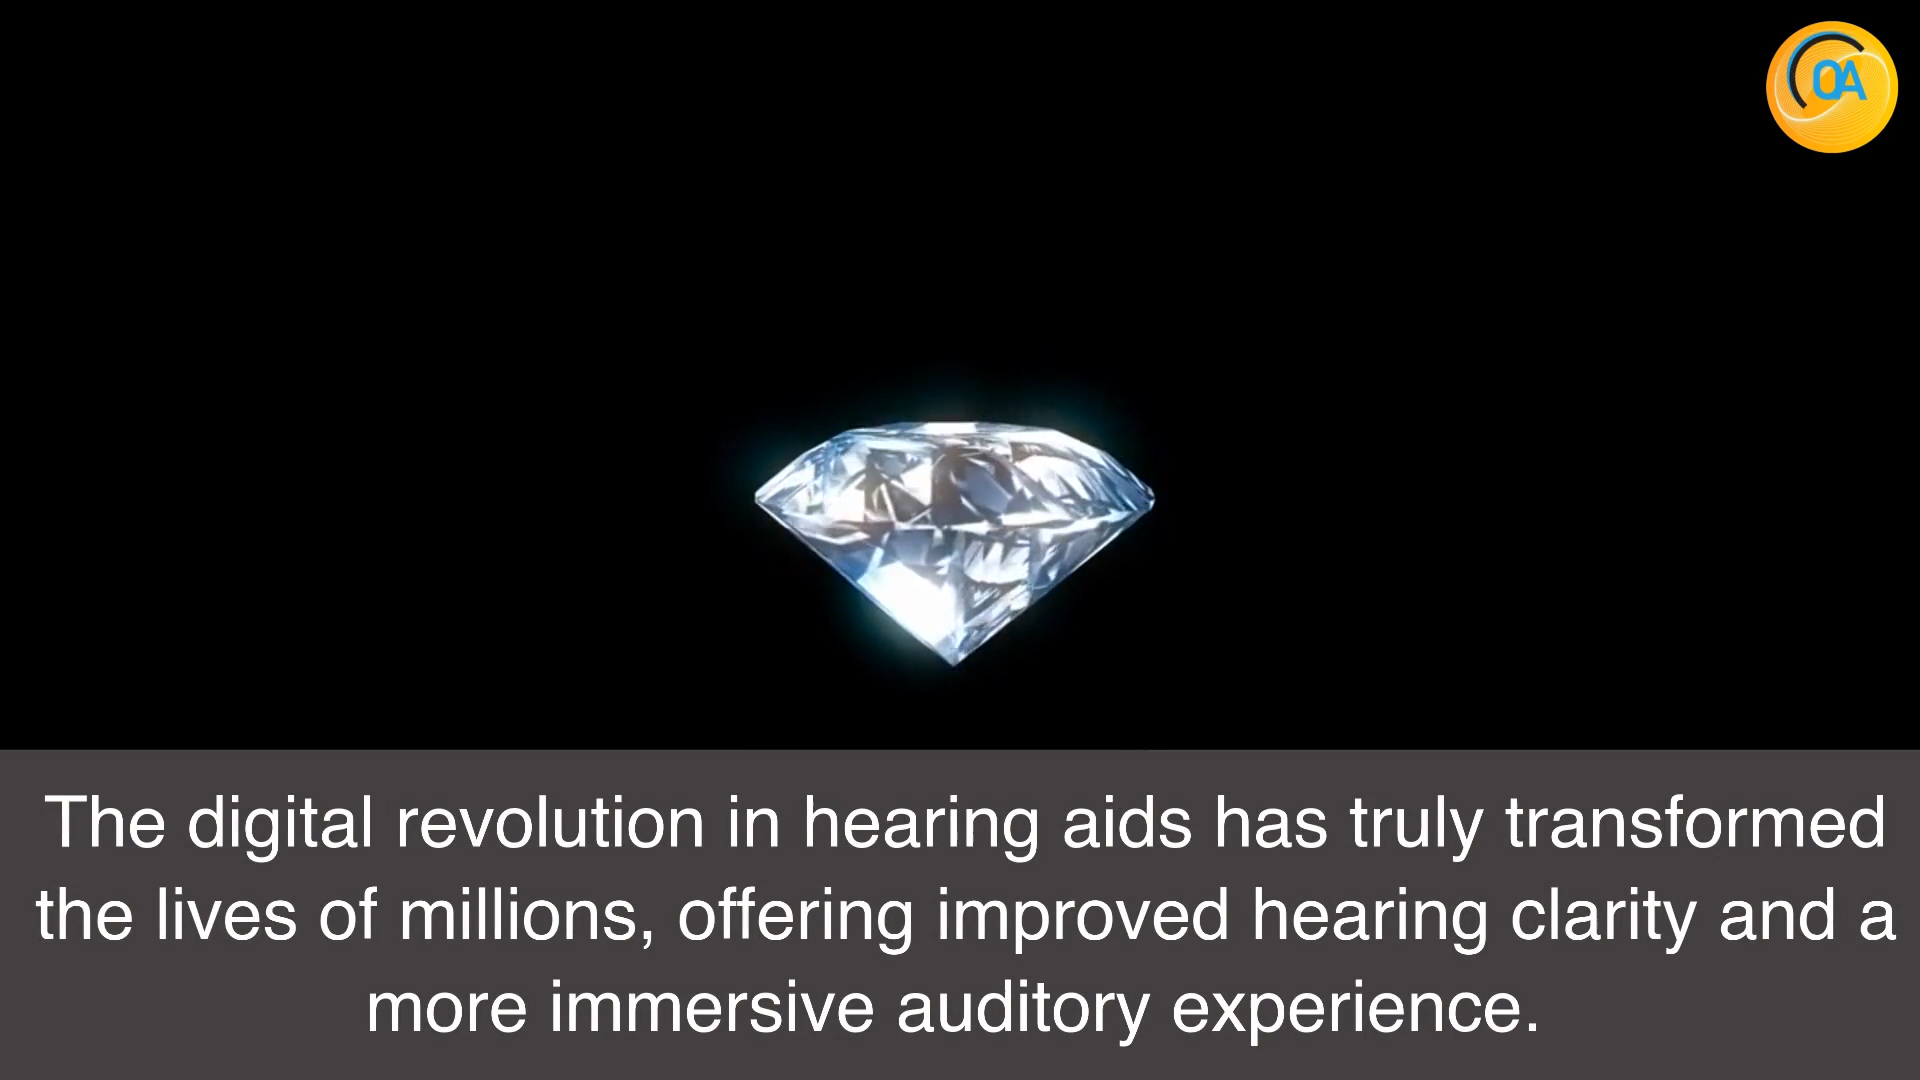 OA
The digital revolution in hearing aids has truly transformed
the lives of millions, offering improved hearing clarity and a
more immersive auditory experience.